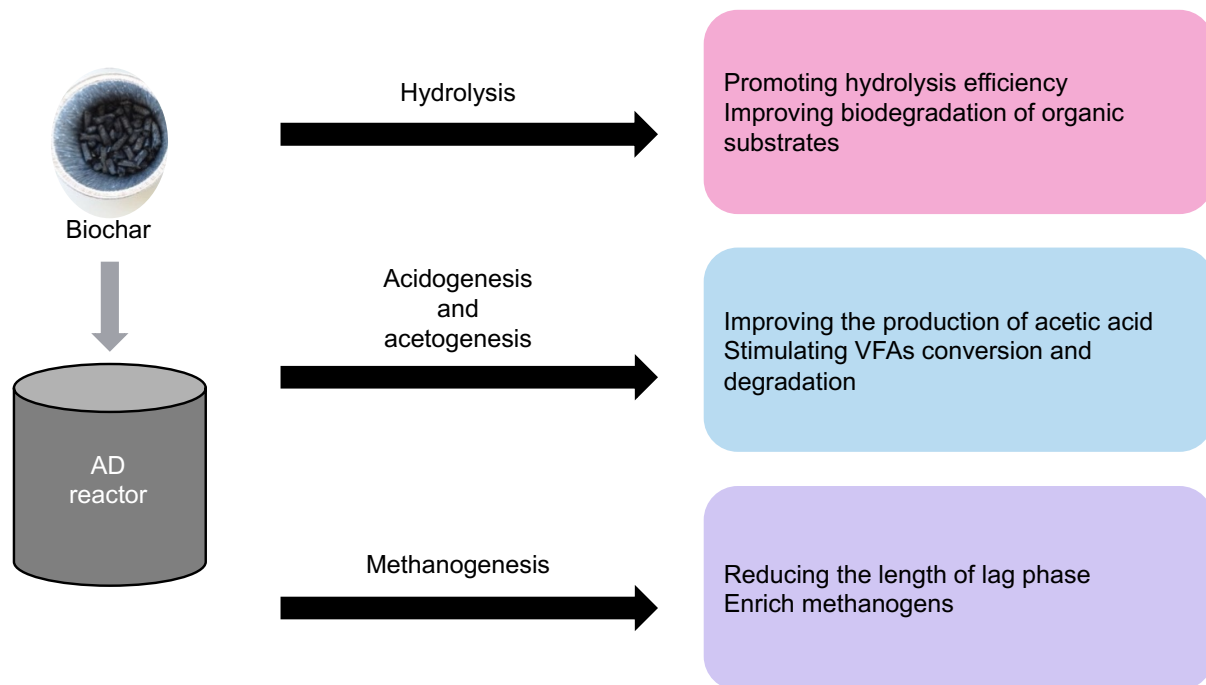 Biochar
AD
reactor
Hydrolysis
Promoting hydrolysis efficiency
Improving biodegradation of organic
substrates
Acidogenesis
and
acetogenesis
Improving the production of acetic acid
Stimulating VFAs conversion and
degradation
Methanogenesis
Reducing the length of lag phase
Enrich methanogens